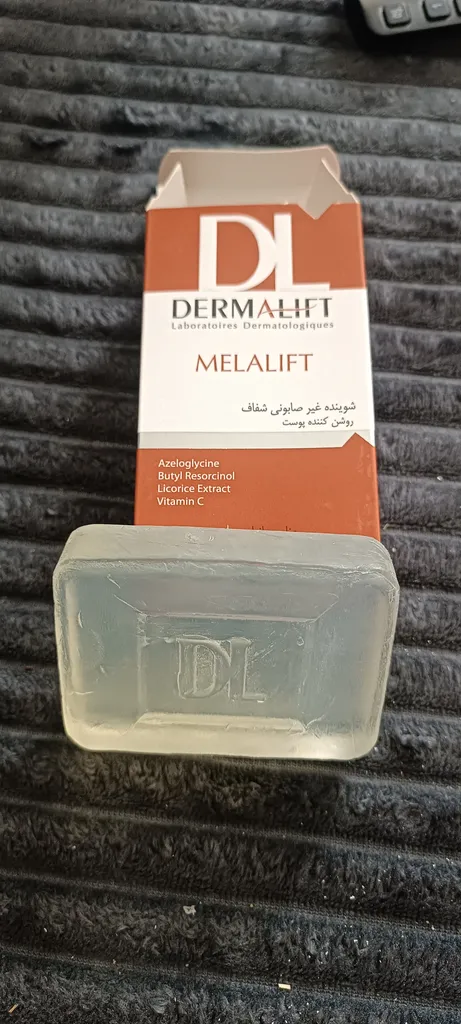 DL
DERMALIFT
Laboratoires Dermatologiques
MELALIFT
شوینده غیر صابونی شفاف
روشن کننده پوست
Azeloglycine
Butyl Resorcinol
Licorice Extract
Vitamin C
DL